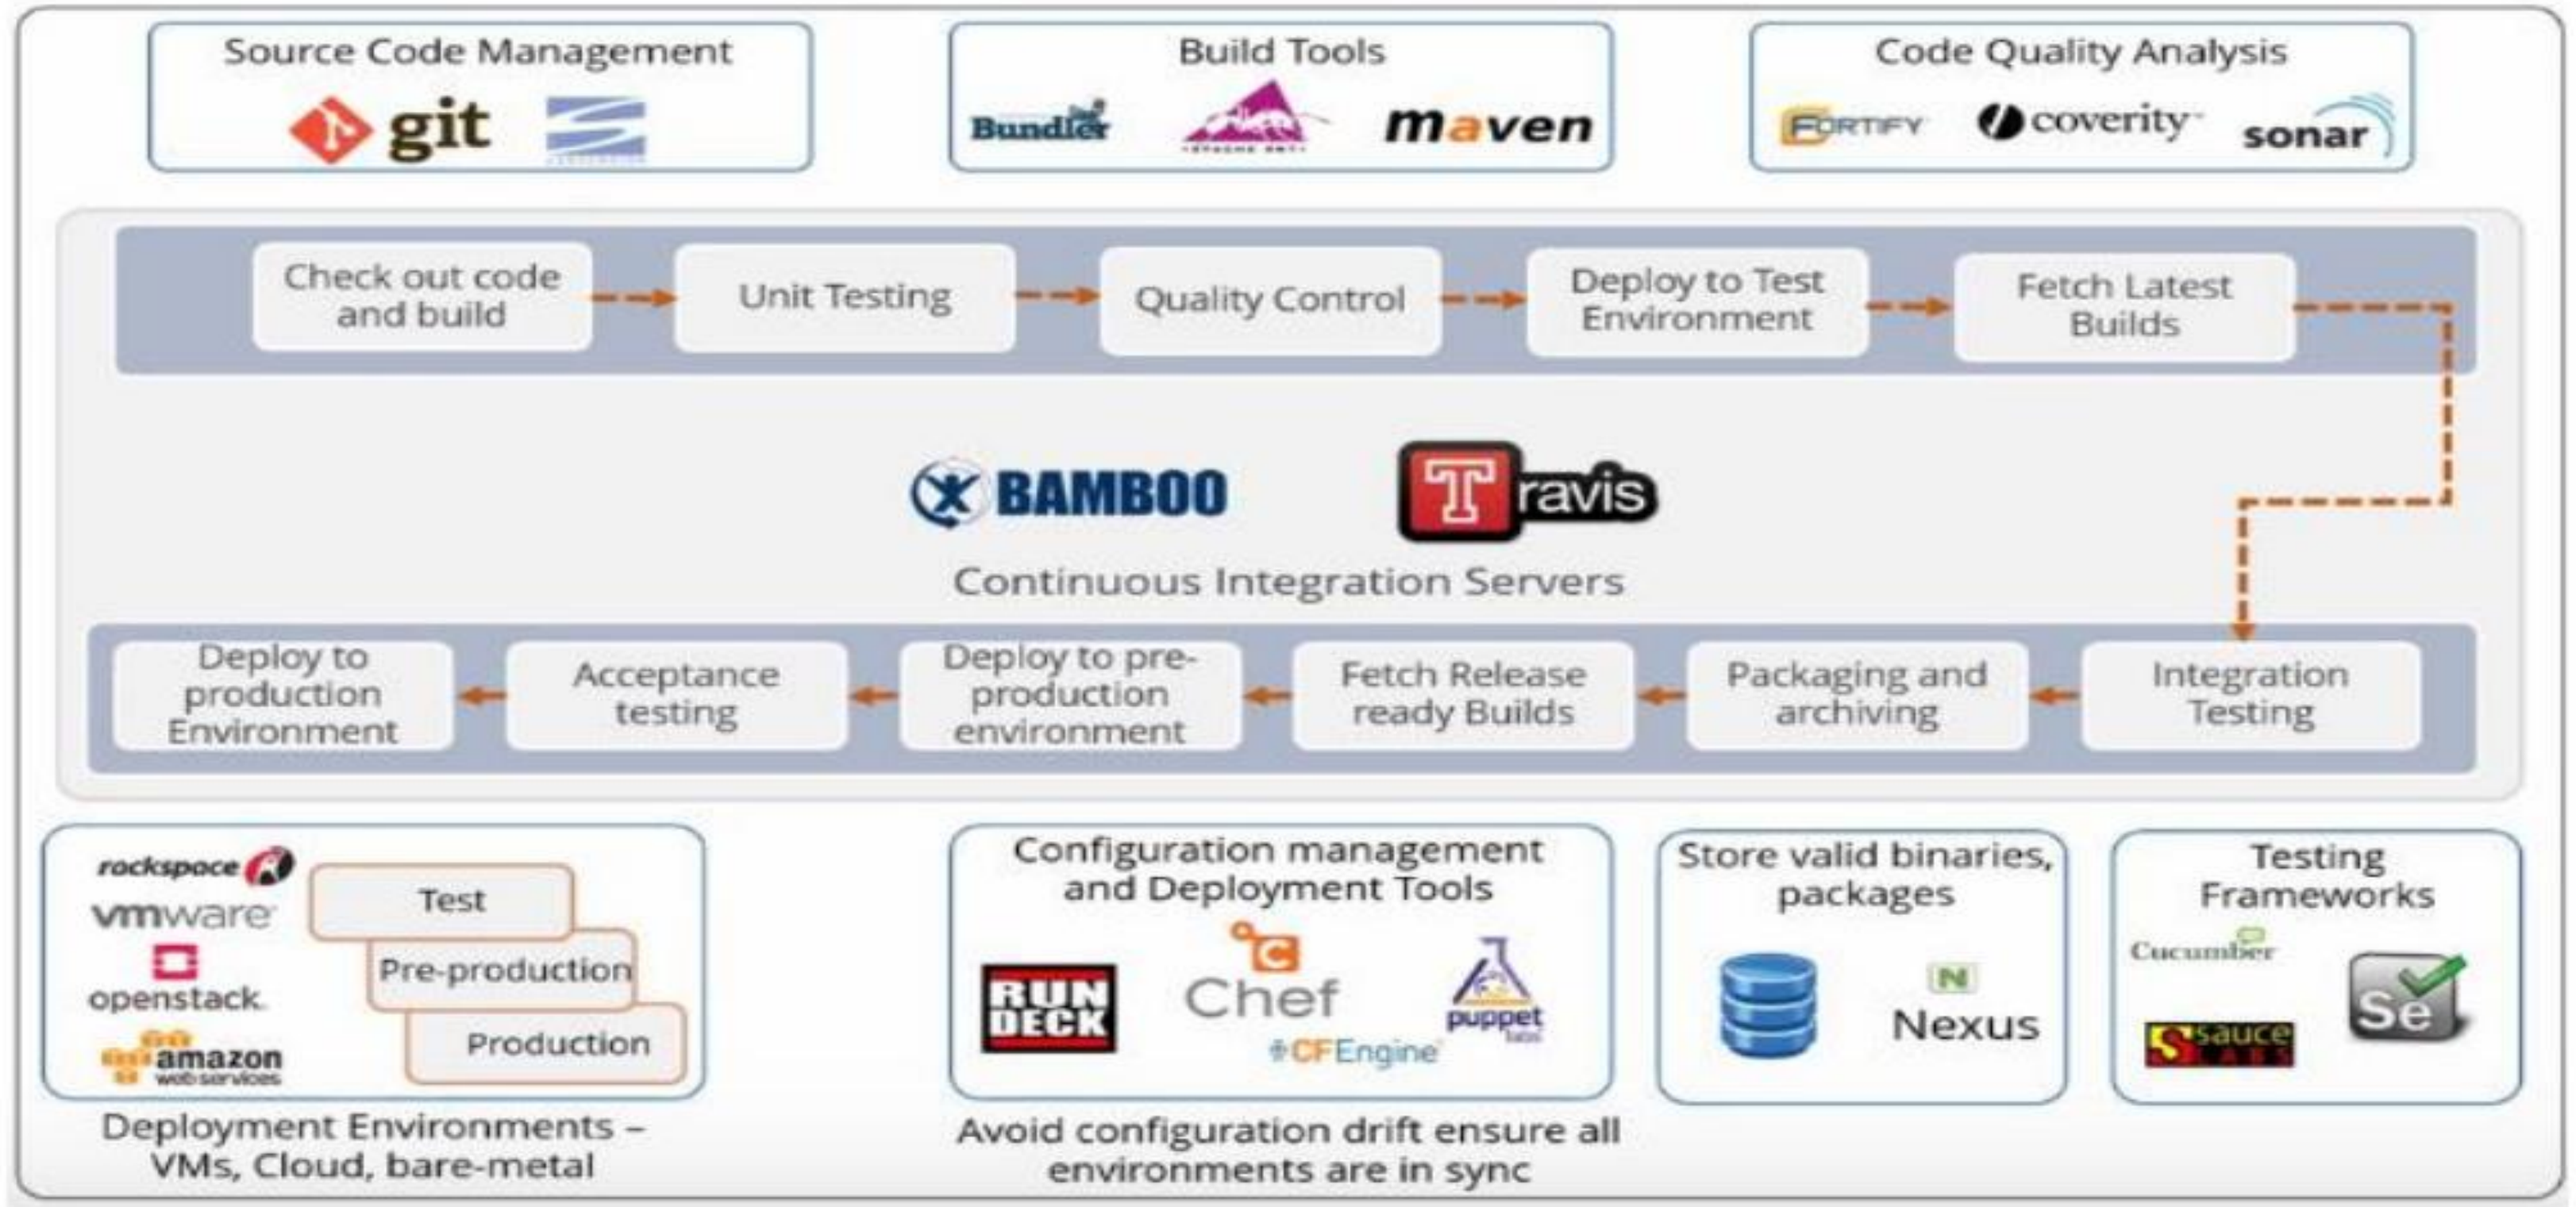 Source Code Management
git
Build Tools
Bundler
maven
Code Quality Analysis
FORTIFY
coverity
sonar
Check out code
and build
Unit Testing
Quality Control
Deploy to Test
Environment
Fetch Latest
Builds
BAMBOO
Travis
Continuous Integration Servers
Deploy to
production
Environment
Acceptance
testing
Deploy to pre-
production
environment
Fetch Release
ready Builds
Packaging and
archiving
Integration
Testing
rackspace
vmware
openstack.
amazon
web services
Test
Pre-production
Production
Deployment Environments –
VMs, Cloud, bare-metal
Configuration management
and Deployment Tools
RUN
DECK
C
Chef
CFEngine
puppet
labs
Avoid configuration drift ensure all
environments are in sync
Store valid binaries,
packages
N
Nexus
Testing
Frameworks
Cucumber
Se
sauce
LABS